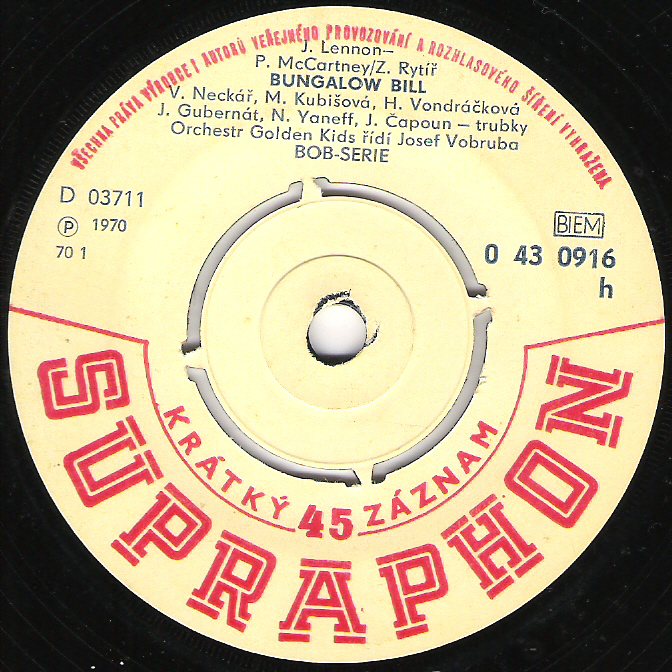 VŠECHNA PRÁVA VÝROBCE I AUTORŮ VEŘEJNÉHO PROVOZOVÁNÍ A ROZHLASOVÉHO ŠÍŘENÍ VYHRAŽENA
J. Lennon–
P. McCartney/Z. Rytíř
BUNGALOW BILL
V. Neckář, M. Kubišová, H. Vondráčková
J. Gubernát, N. Yaneff, J. Čapoun – trubky
Orchestr Golden Kids řídí Josef Vobruba
BOB-SERIE
D 03711
Ⓟ 1970
70 1
BIEM
0 43 0916
h
KRÁTKÝ 45 ZÁZNAM
SUPRAPHON